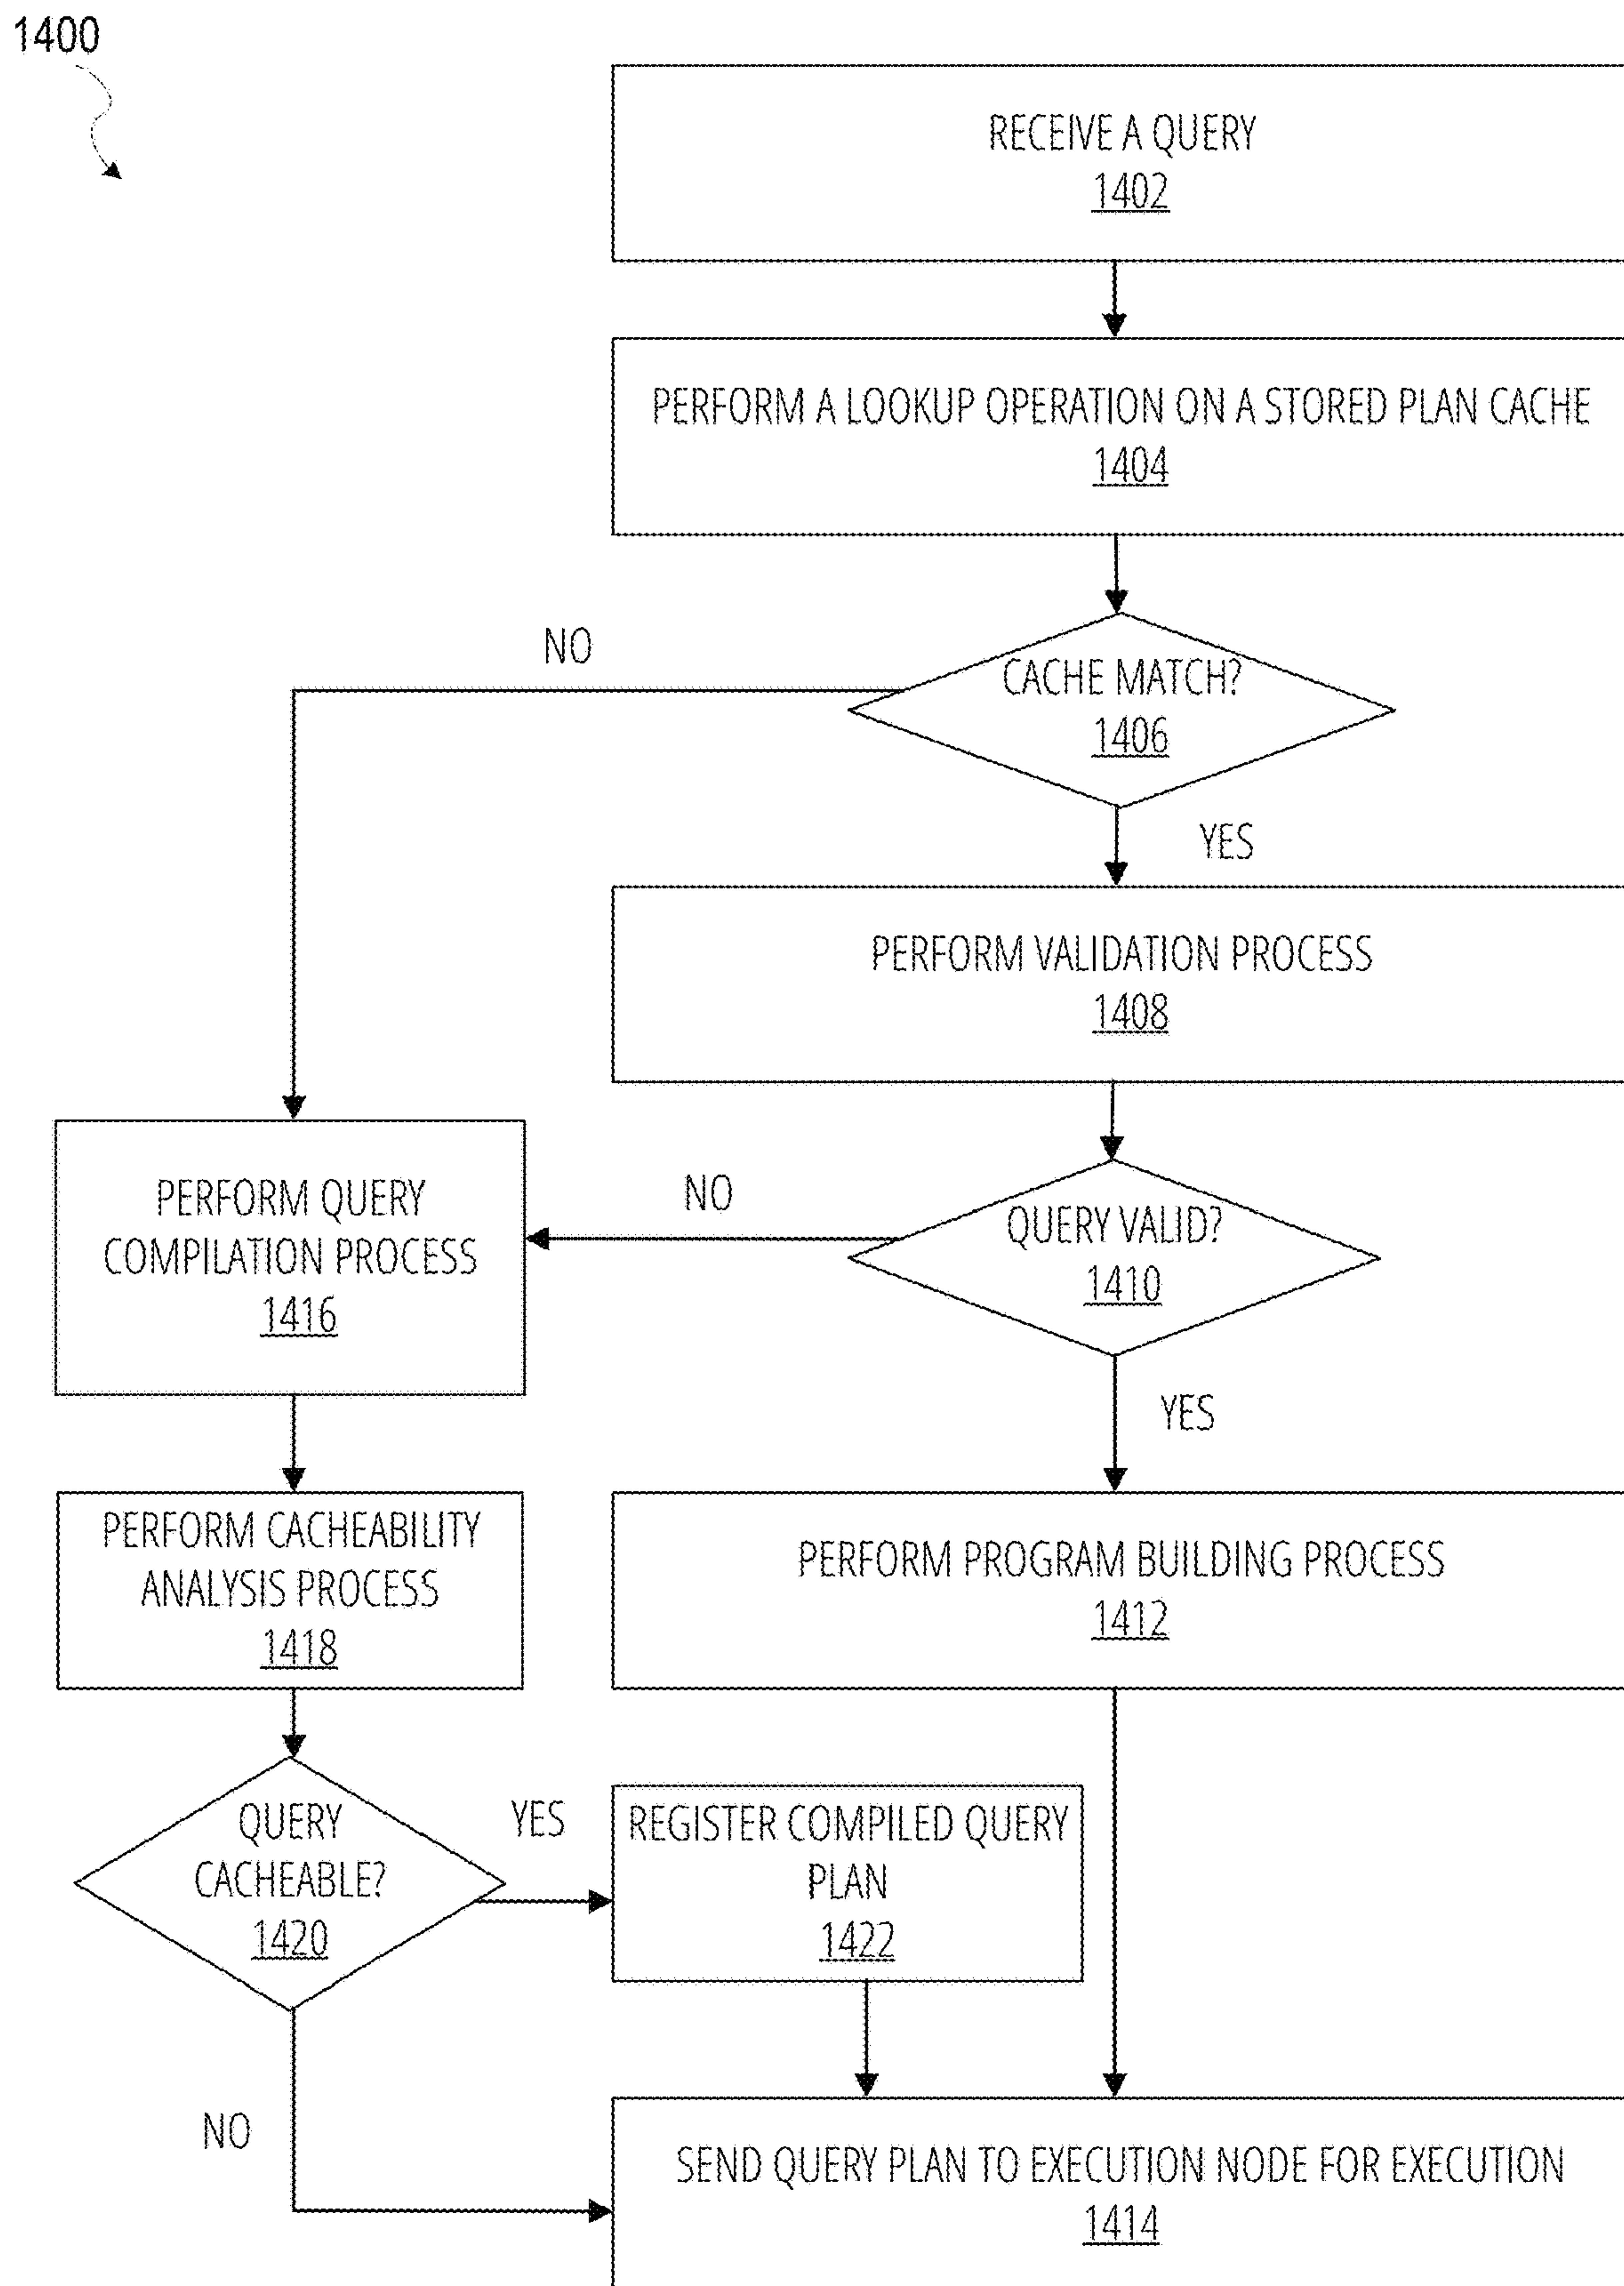 1400
RECEIVE A QUERY
1402
PERFORM A LOOKUP OPERATION ON A STORED PLAN CACHE
1404
NO
CACHE MATCH?
1406
YES
PERFORM VALIDATION PROCESS
1408
PERFORM QUERY
COMPILATION PROCESS
1416
NO
QUERY VALID?
1410
YES
PERFORM CACHEABILITY
ANALYSIS PROCESS
1418
PERFORM PROGRAM BUILDING PROCESS
1412
QUERY
CACHEABLE?
1420
YES
REGISTER COMPILED QUERY
PLAN
1422
NO
SEND QUERY PLAN TO EXECUTION NODE FOR EXECUTION
1414